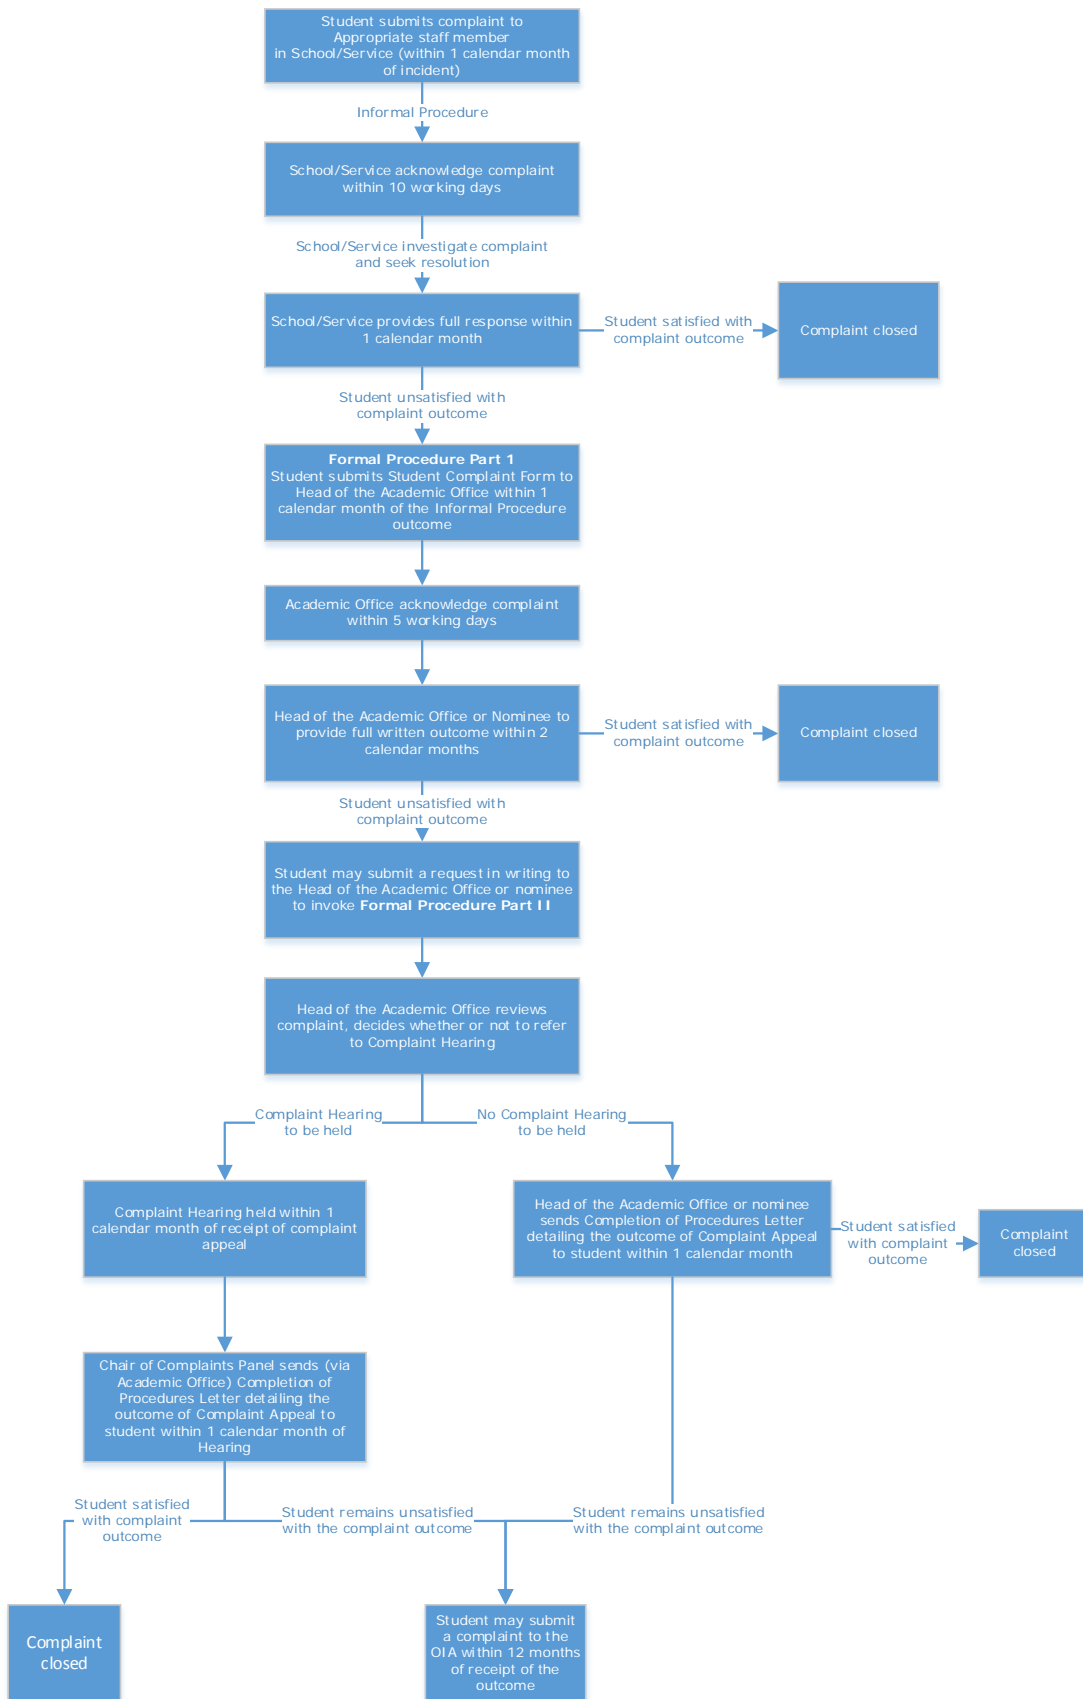 Student submits complaint to
Appropriate staff member
in School/Service (within 1 calendar month
of incident)
Informal Procedure
School/Service acknowledge complaint
within 10 working days
School/Service investigate complaint
and seek resolution
School/Service provides full response within
1 calendar month
Student satisfied with
complaint outcome
Complaint closed
Student unsatisfied with
complaint outcome
Formal Procedure Part 1
Student submits Student Complaint Form to
Head of the Academic Office within 1
calendar month of the Informal Procedure
outcome
Academic Office acknowledge complaint
within 5 working days
Head of the Academic Office or Nominee to
provide full written outcome within 2
calendar months
Student satisfied with
complaint outcome
Complaint closed
Student unsatisfied with
complaint outcome
Student may submit a request in writing to
the Head of the Academic Office or nominee
to invoke Formal Procedure Part II
Head of the Academic Office reviews
complaint, decides whether or not to refer
to Complaint Hearing
Complaint Hearing
to be held
No Complaint Hearing
to be held
Complaint Hearing held within 1
calendar month of receipt of complaint
appeal
Head of the Academic Office or nominee
sends Completion of Procedures Letter
detailing the outcome of Complaint Appeal
to student within 1 calendar month
Student satisfied
with complaint
outcome
Complaint
closed
Chair of Complaints Panel sends (via
Academic Office) Completion of
Procedures Letter detailing the
outcome of Complaint Appeal to
student within 1 calendar month of
Hearing
Student satisfied
with complaint
outcome
Student remains unsatisfied
with the complaint outcome
Student remains unsatisfied
with the complaint outcome
Complaint
closed
Student may submit
a complaint to the
OIA within 12 months
of receipt of the
outcome